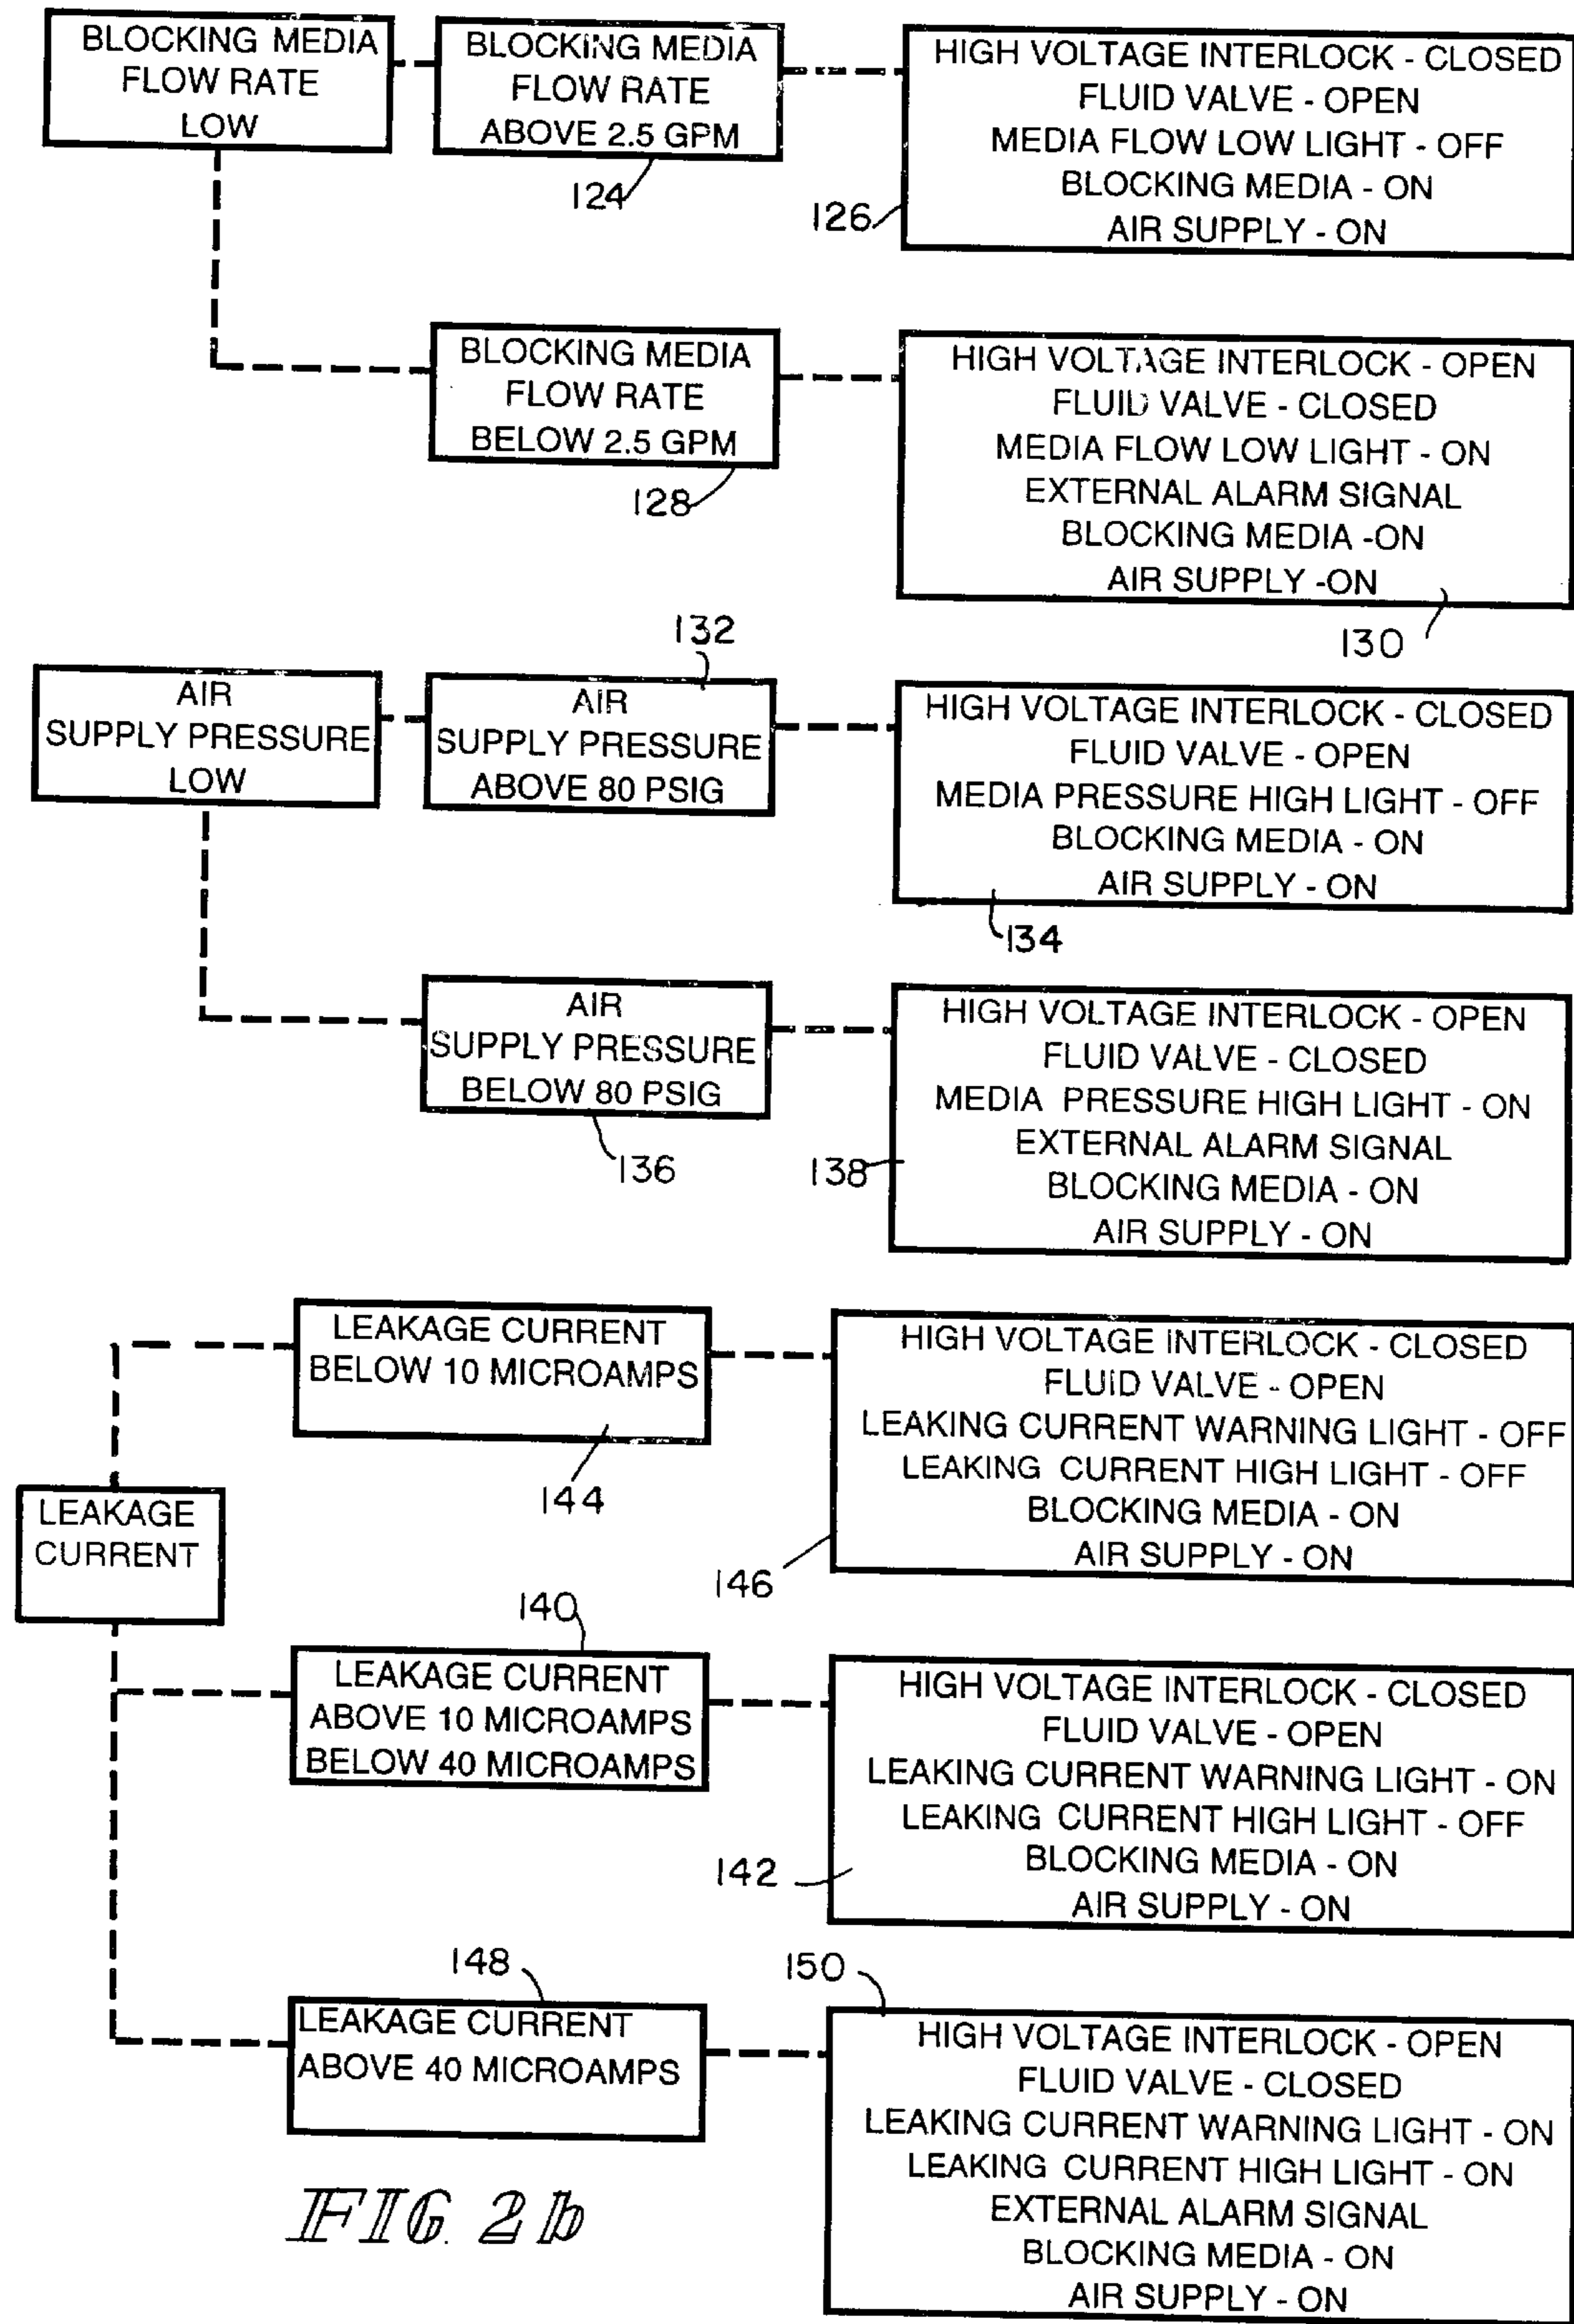 BLOCKING MEDIA
FLOW RATE
LOW
BLOCKING MEDIA
FLOW RATE
ABOVE 2.5 GPM
124
HIGH VOLTAGE INTERLOCK - CLOSED
FLUID VALVE - OPEN
MEDIA FLOW LOW LIGHT - OFF
BLOCKING MEDIA - ON
AIR SUPPLY - ON
126
BLOCKING MEDIA
FLOW RATE
BELOW 2.5 GPM
128
HIGH VOLTAGE INTERLOCK - OPEN
FLUID VALVE - CLOSED
MEDIA FLOW LOW LIGHT - ON
EXTERNAL ALARM SIGNAL
BLOCKING MEDIA -ON
AIR SUPPLY -ON
130
AIR
SUPPLY PRESSURE
LOW
132
AIR
SUPPLY PRESSURE
ABOVE 80 PSIG
HIGH VOLTAGE INTERLOCK - CLOSED
FLUID VALVE - OPEN
MEDIA PRESSURE HIGH LIGHT - OFF
BLOCKING MEDIA - ON
AIR SUPPLY - ON
134
AIR
SUPPLY PRESSURE
BELOW 80 PSIG
136
HIGH VOLTAGE INTERLOCK - OPEN
FLUID VALVE - CLOSED
MEDIA PRESSURE HIGH LIGHT - ON
EXTERNAL ALARM SIGNAL
BLOCKING MEDIA - ON
AIR SUPPLY - ON
138
LEAKAGE
CURRENT
LEAKAGE CURRENT
BELOW 10 MICROAMPS
144
HIGH VOLTAGE INTERLOCK - CLOSED
FLUID VALVE - OPEN
LEAKING CURRENT WARNING LIGHT - OFF
LEAKING CURRENT HIGH LIGHT - OFF
BLOCKING MEDIA - ON
AIR SUPPLY - ON
146
140
LEAKAGE CURRENT
ABOVE 10 MICROAMPS
BELOW 40 MICROAMPS
HIGH VOLTAGE INTERLOCK - CLOSED
FLUID VALVE - OPEN
LEAKING CURRENT WARNING LIGHT - ON
LEAKING CURRENT HIGH LIGHT - OFF
BLOCKING MEDIA - ON
AIR SUPPLY - ON
142
148
LEAKAGE CURRENT
ABOVE 40 MICROAMPS
150
HIGH VOLTAGE INTERLOCK - OPEN
FLUID VALVE - CLOSED
LEAKING CURRENT WARNING LIGHT - ON
LEAKING CURRENT HIGH LIGHT - ON
EXTERNAL ALARM SIGNAL
BLOCKING MEDIA - ON
AIR SUPPLY - ON
FIG. 2b